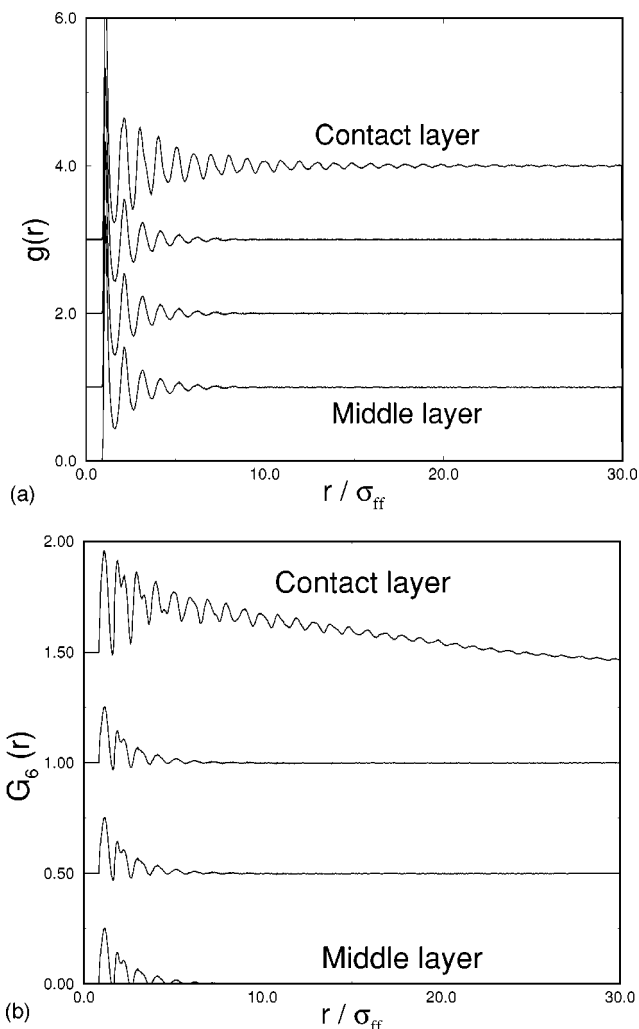 6.0
Contact layer
4.0
g(r)
2.0
Middle layer
0.0
0.0 10.0 20.0 30.0
(a)
r / σff
2.00
Contact layer
1.50
G6 (r)
1.00
0.50
Middle layer
0.00
0.0 10.0 20.0 30.0
(b)
r / σff